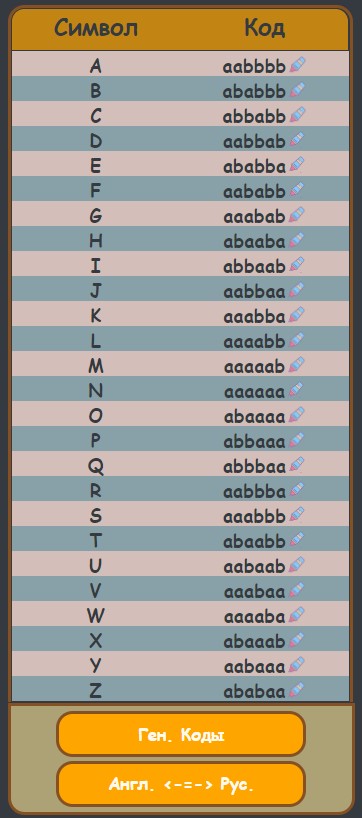 Символ Код
A aabbbb
B ababbb
C abbabb
D aabbab
E ababba
F aababb
G aaabab
H abaaba
I abbaab
J aabbaa
K aaabba
L aaaabb
M aaaaab
N aaaaaa
O abaaaa
P abbaaa
Q abbbaa
R aabbba
S aaabbb
T abaabb
U aabaab
V aaabaa
W aaaaba
X abaaab
Y aabaaa
Z ababaa
Ген. Коды
Англ. <-=-> Рус.